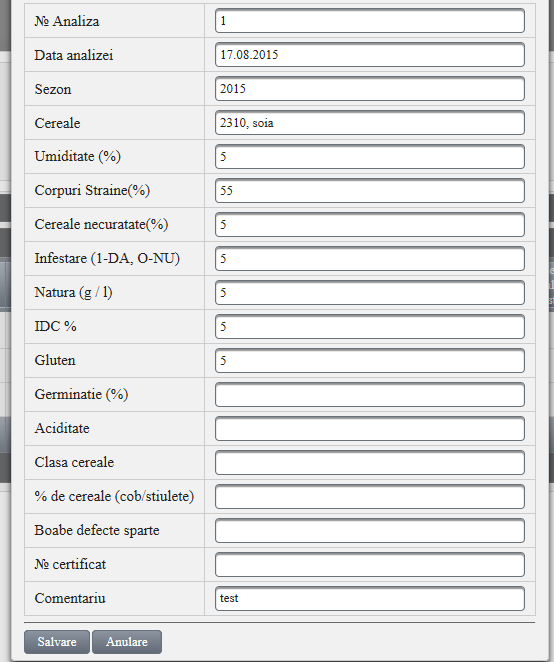 № Analiza 1
Data analizei 17.08.2015
Sezon 2015
Cereale 2310, soia
Umiditate (%) 5
Corpuri Straine(%) 55
Cereale necuratate(%) 5
Infestare (1-DA, O-NU) 5
Natura (g / l) 5
IDC % 5
Gluten 5
Germinatie (%)
Aciditate
Clasa cereale
% de cereale (cob/stiulete)
Boabe defecte sparte
№ certificat
Comentariu test
Salvare Anulare